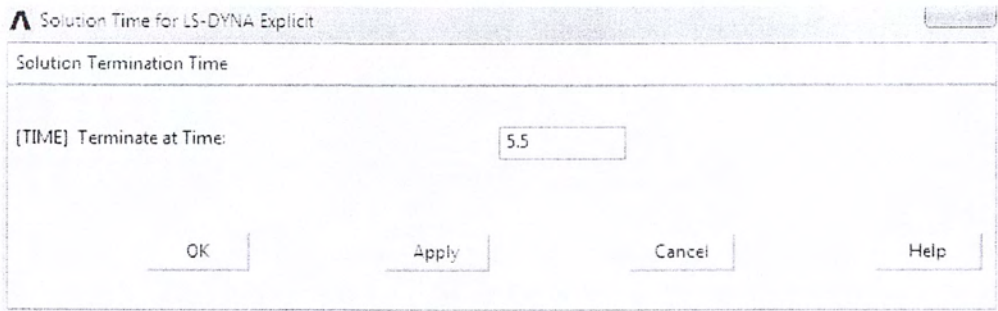 Solution Time for LS-DYNA Explicit
Solution Termination Time
[TIME] Terminate at Time:
5.5
OK
Apply
Cancel
Help